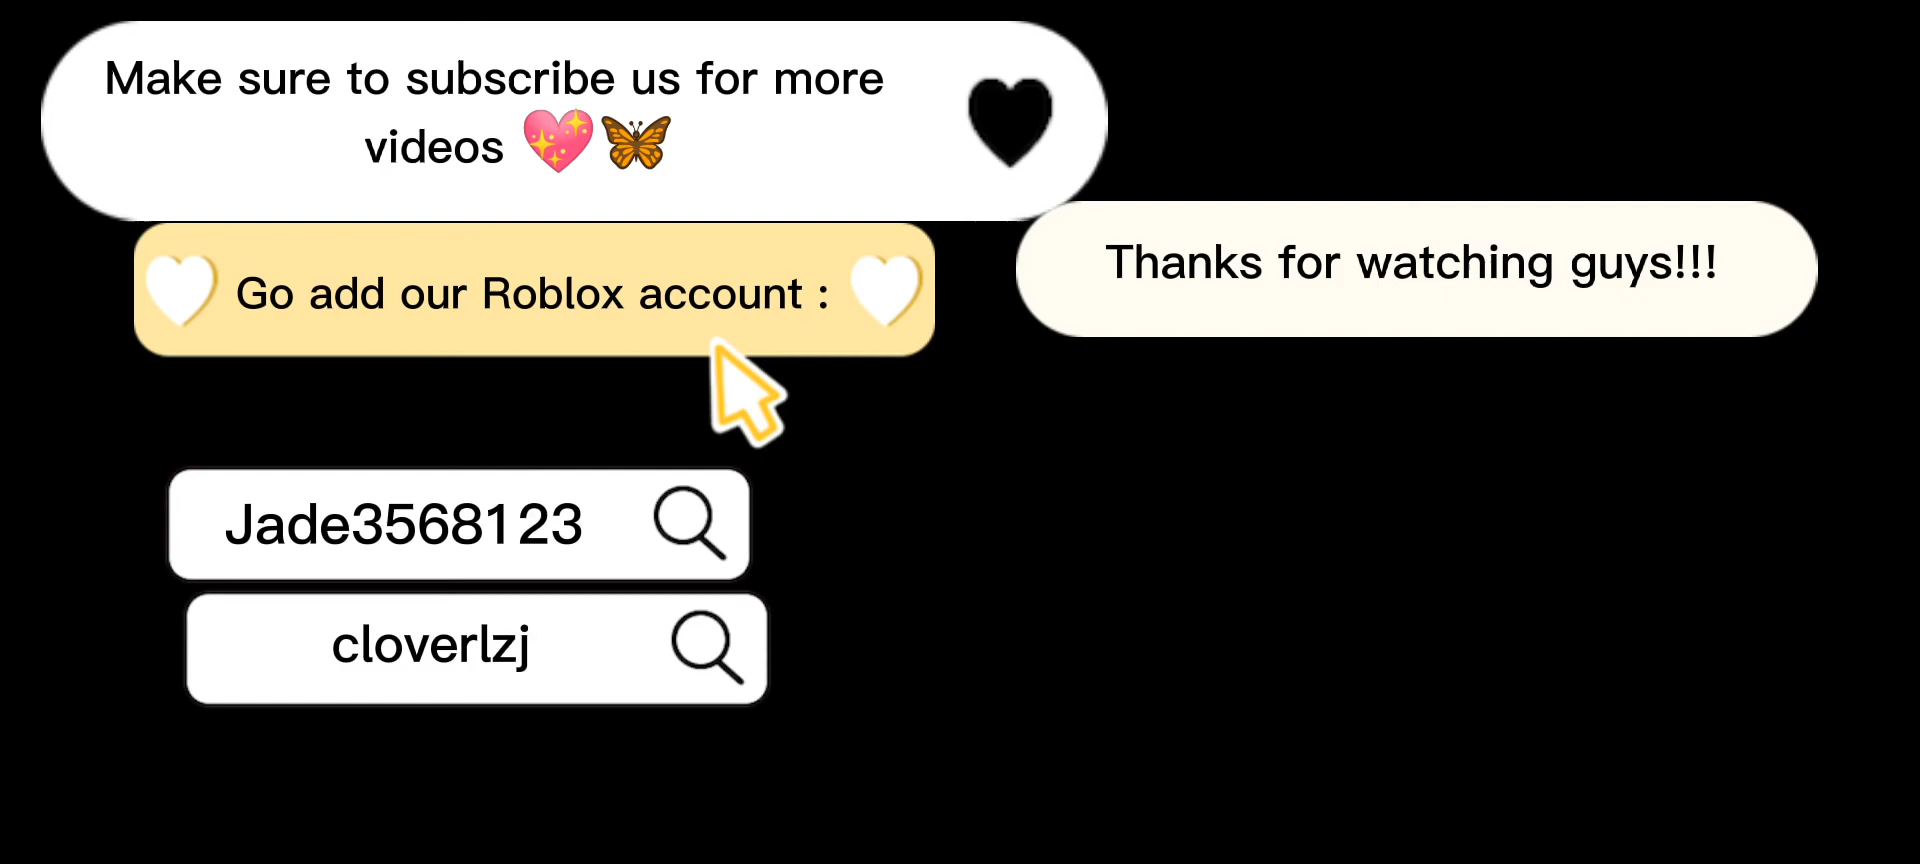 Make sure to subscribe us for more
videos 💖🦋
Thanks for watching guys!!!
Go add our Roblox account :
Jade3568123
cloverlzj